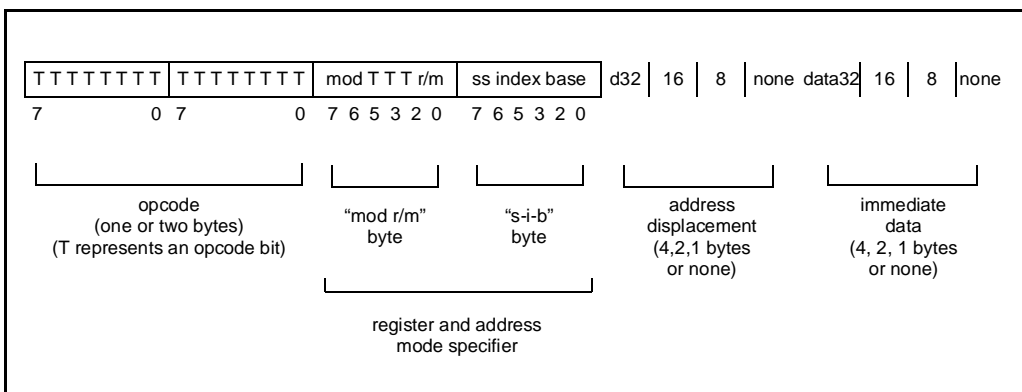 T T T T T T T T T T T T T T T T mod T T T r/m ss index base d32 16 8 none data32 16 8 none
7 0 7 0 7 6 5 3 2 0 7 6 5 3 2 0
opcode
(one or two bytes)
(T represents an opcode bit)
“mod r/m”
byte
“s-i-b”
byte
address
displacement
(4,2,1 bytes
or none)
immediate
data
(4, 2, 1 bytes
or none)
register and address
mode specifier